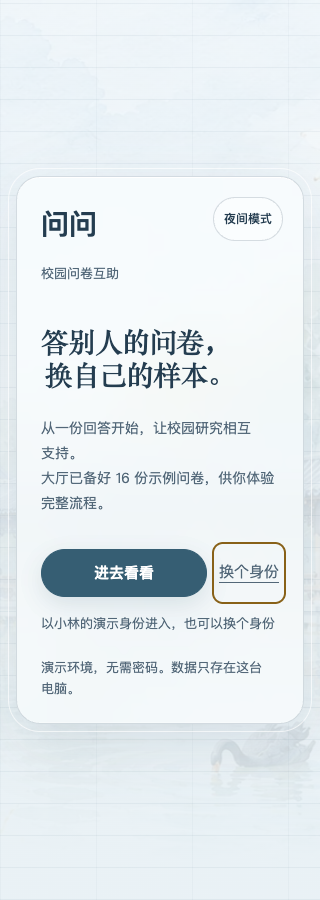 问问
夜间模式
校园问卷互助
答别人的问卷，
换自己的样本。
从一份回答开始，让校园研究相互
支持。
大厅已备好 16 份示例问卷，供你体验
完整流程。
进去看看
换个身份
以小林的演示身份进入，也可以换个身份
演示环境，无需密码。数据只存在这台
电脑。